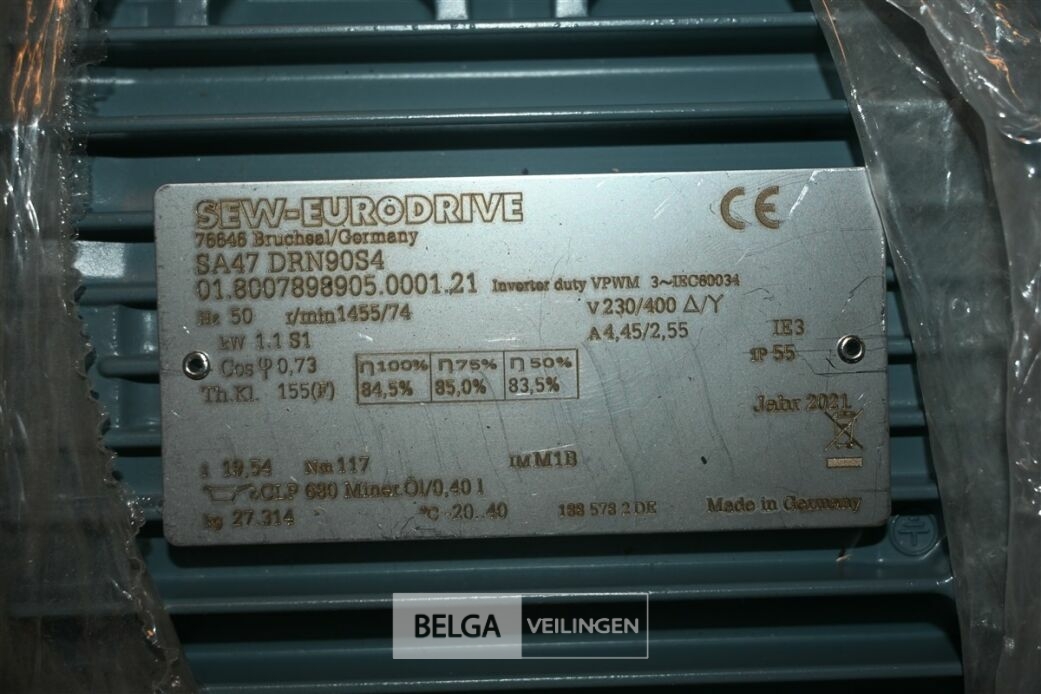 SEW-EURODRIVE
CE
76646 Bruchsal/Germany
SA47 DRN90S4
01.8007898905.0001.21 Inverter duty VPWM 3~IEC60034
Hz 50 r/min 1455/74 V 230/400 Δ/Y
kW 1.1 S1 A 4,45/2,55 IE3
Cos φ 0,73 η100% η75% η50% IP 55
Th.Kl. 155(F) 84,5% 85,0% 83,5%
Jahr 2021
i 19,54 Nm 117 IM M1B
CLP 680 Miner.Öl/0,40 l
kg 27.314 °C -20..40 188 578 2 DE Made in Germany
BELGA VEILINGEN